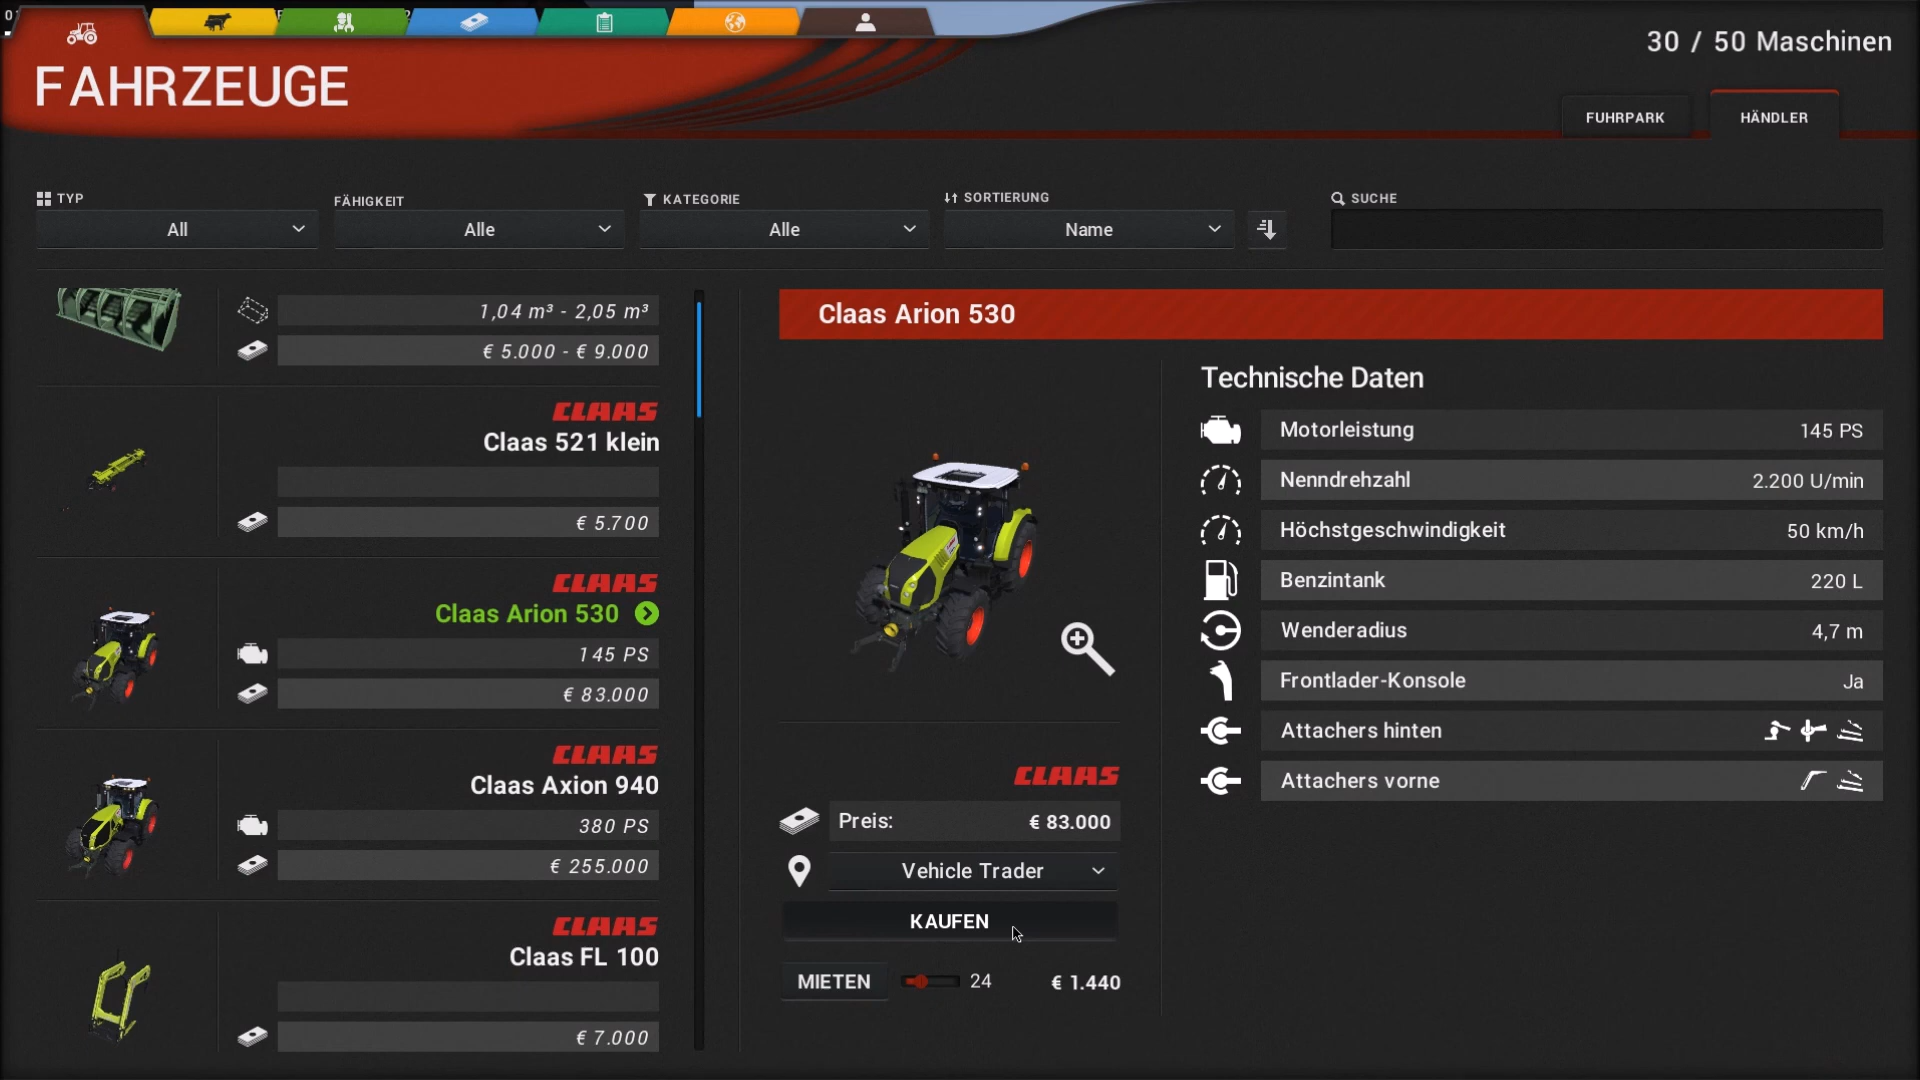 30 / 50 Maschinen
FAHRZEUGE
FUHRPARK
HÄNDLER
TYP
FÄHIGKEIT
KATEGORIE
SORTIERUNG
SUCHE
All
Alle
Alle
Name
1,04 m³ - 2,05 m³
€ 5.000 - € 9.000
CLAAS
Claas 521 klein
€ 5.700
CLAAS
Claas Arion 530
145 PS
€ 83.000
CLAAS
Claas Axion 940
380 PS
€ 255.000
CLAAS
Claas FL 100
€ 7.000
Claas Arion 530
CLAAS
Preis: € 83.000
Vehicle Trader
KAUFEN
MIETEN 24 € 1.440
Technische Daten
Motorleistung 145 PS
Nenndrehzahl 2.200 U/min
Höchstgeschwindigkeit 50 km/h
Benzintank 220 L
Wenderadius 4,7 m
Frontlader-Konsole Ja
Attachers hinten
Attachers vorne